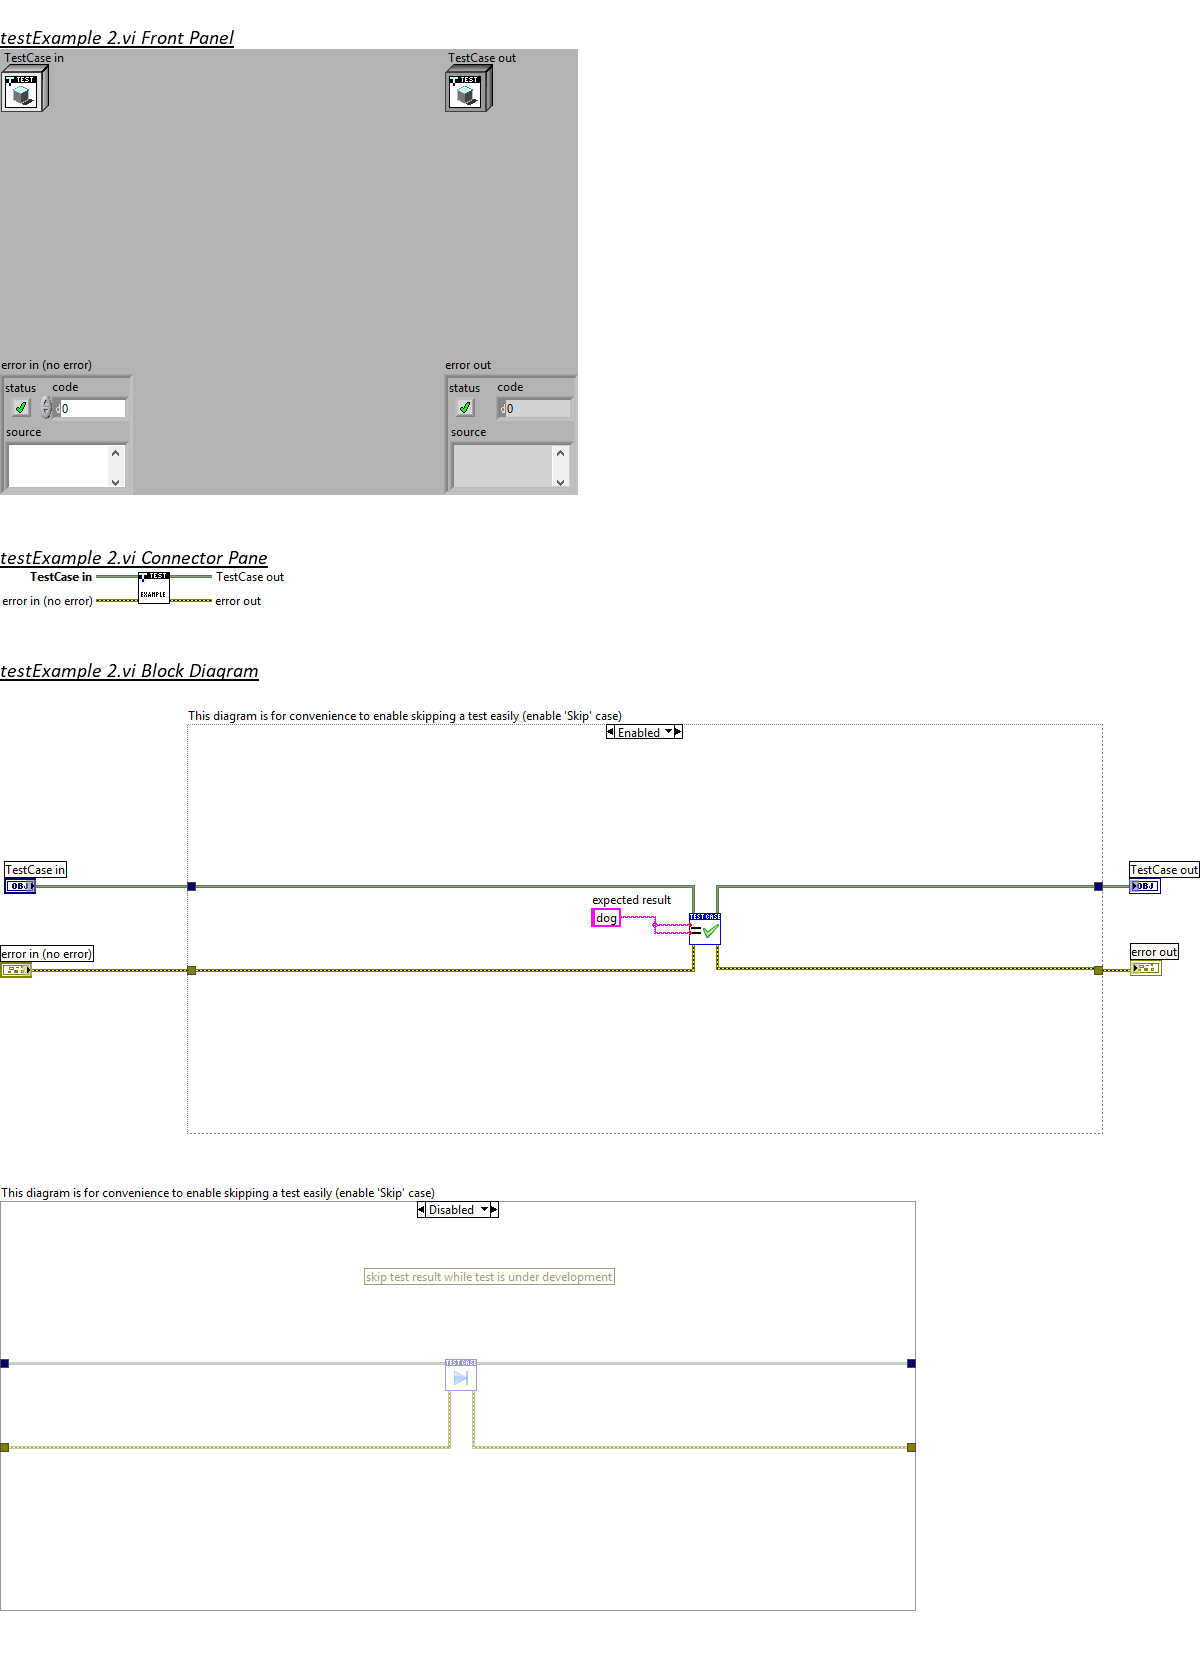 testExample 2.vi Front Panel
TestCase in
TestCase out
TEST
TEST
error in (no error)
error out
status code
status code
d0
d0
source
source
testExample 2.vi Connector Pane
TestCase in
TEST
TestCase out
error in (no error)
EXAMPLE
error out
testExample 2.vi Block Diagram
This diagram is for convenience to enable skipping a test easily (enable 'Skip' case)
Enabled
TestCase in
TestCase out
OBJ
OBJ
expected result
dog
TEST CASE
=
error in (no error)
error out
This diagram is for convenience to enable skipping a test easily (enable 'Skip' case)
Disabled
skip test result while test is under development
TEST CASE